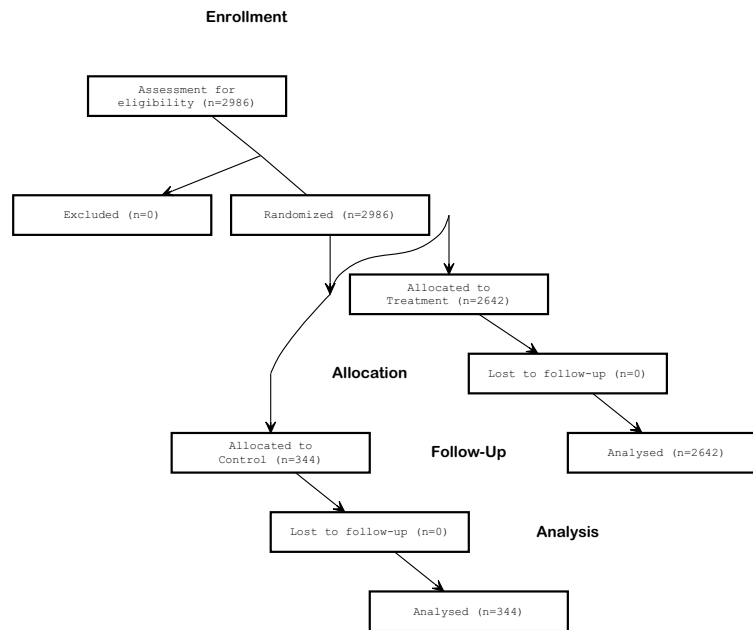 Enrollment
Assessment for
eligibility (n=2986)
Excluded (n=0)
Randomized (n=2986)
Allocated to
Treatment (n=2642)
Allocation
Lost to follow-up (n=0)
Allocated to
Control (n=344)
Follow-Up
Analysed (n=2642)
Lost to follow-up (n=0)
Analysis
Analysed (n=344)